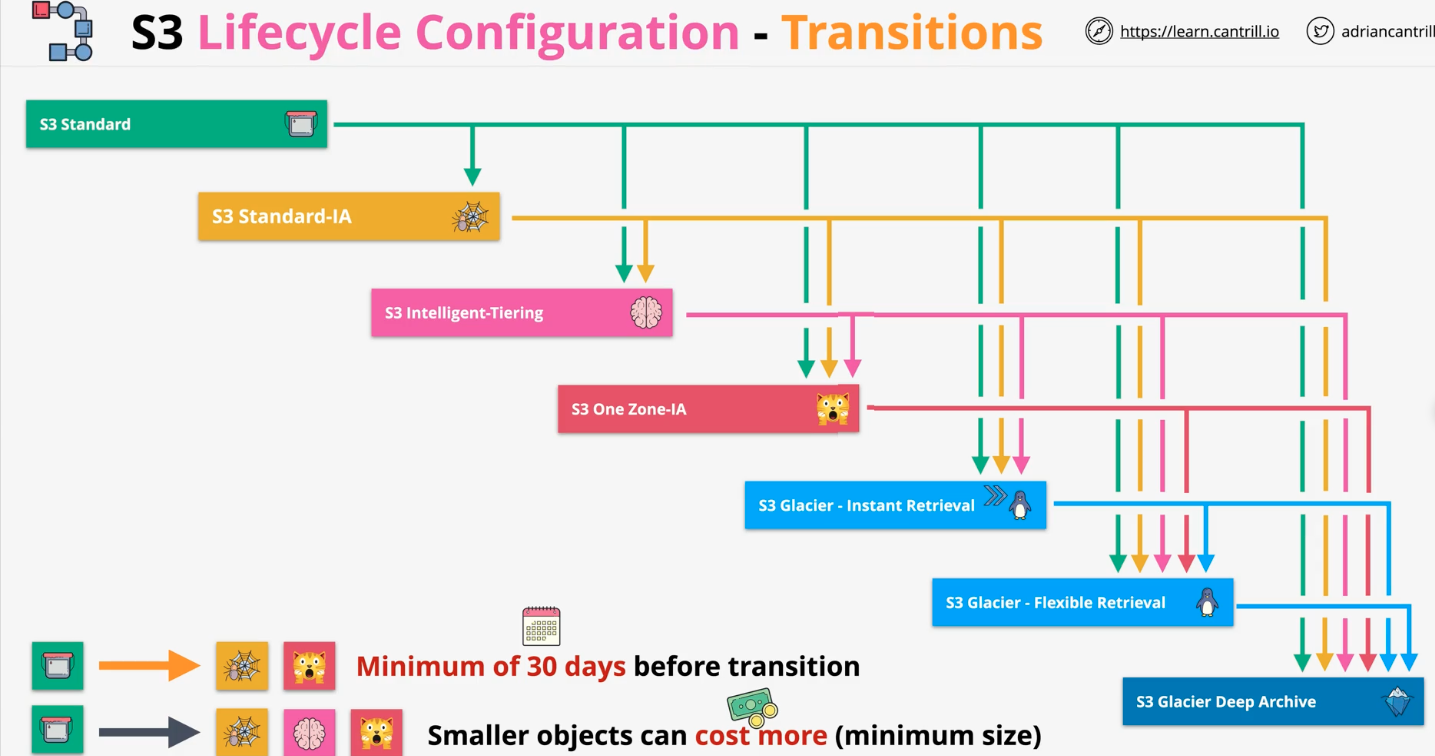 S3 Lifecycle Configuration - Transitions
https://learn.cantrill.io
adriancantrill
S3 Standard
S3 Standard-IA
S3 Intelligent-Tiering
S3 One Zone-IA
S3 Glacier - Instant Retrieval
S3 Glacier - Flexible Retrieval
S3 Glacier Deep Archive
Minimum of 30 days before transition
Smaller objects can cost more (minimum size)